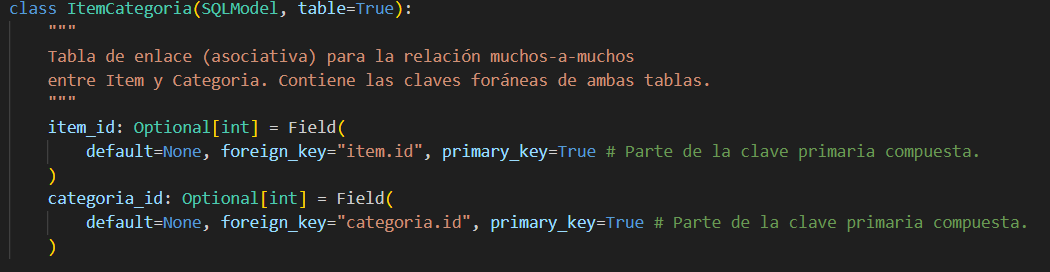 class ItemCategoria(SQLModel, table=True):
    """
    Tabla de enlace (asociativa) para la relación muchos-a-muchos
    entre Item y Categoria. Contiene las claves foráneas de ambas tablas.
    """
    item_id: Optional[int] = Field(
        default=None, foreign_key="item.id", primary_key=True # Parte de la clave primaria compuesta.
    )
    categoria_id: Optional[int] = Field(
        default=None, foreign_key="categoria.id", primary_key=True # Parte de la clave primaria compuesta.
    )